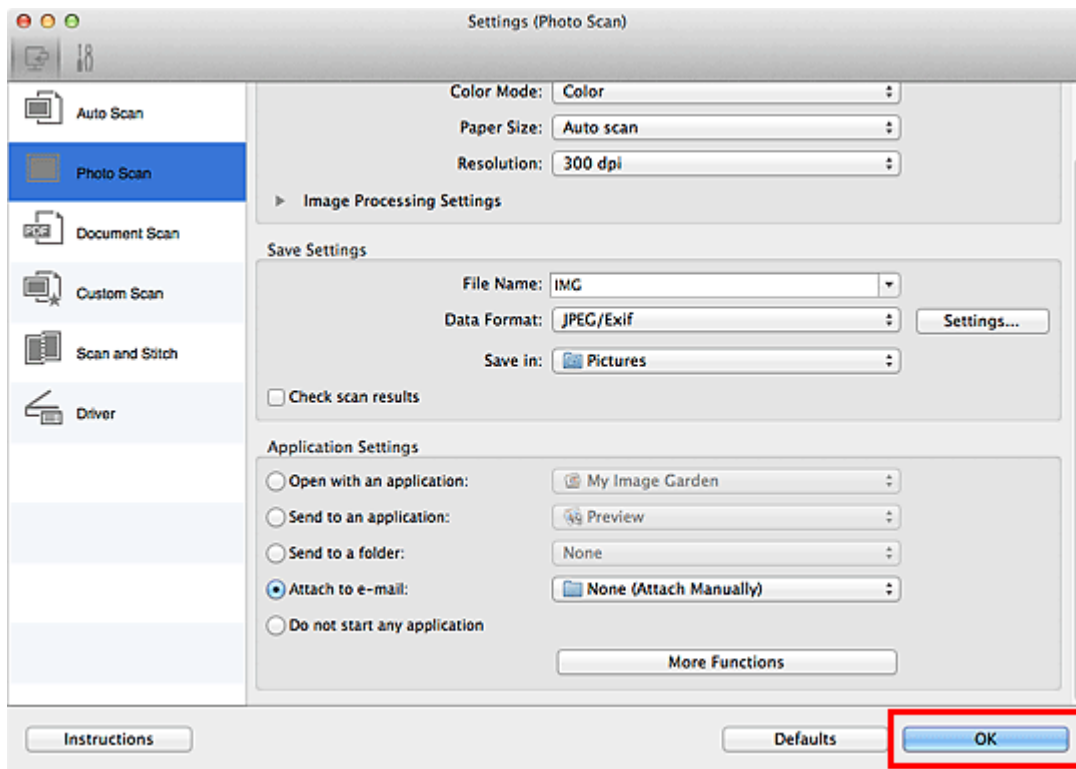 Settings (Photo Scan)
Auto Scan
Photo Scan
PDF
Document Scan
Custom Scan
Scan and Stitch
Driver
Color Mode: Color
Paper Size: Auto scan
Resolution: 300 dpi
Image Processing Settings
Save Settings
File Name: IMG
Data Format: JPEG/Exif Settings...
Save in: Pictures
Check scan results
Application Settings
Open with an application: My Image Garden
Send to an application: Preview
Send to a folder: None
Attach to e-mail: None (Attach Manually)
Do not start any application
More Functions
Instructions Defaults OK